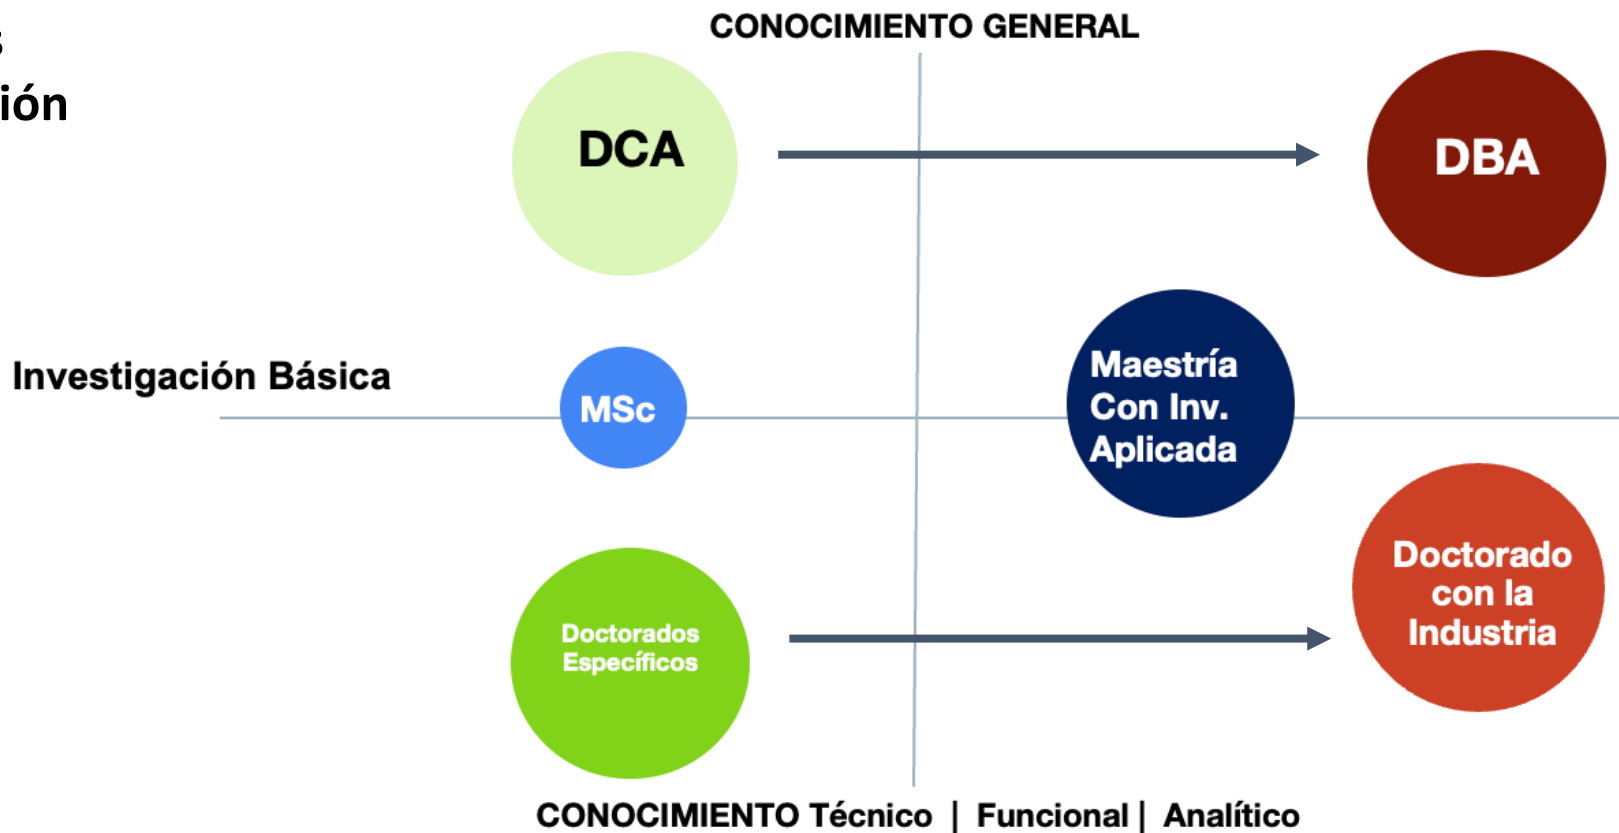 CONOCIMIENTO GENERAL
DCA
DBA
Investigación Básica
MSc
Maestría
Con Inv.
Aplicada
Doctorados
Específicos
Doctorado
con la
Industria
CONOCIMIENTO Técnico | Funcional | Analítico